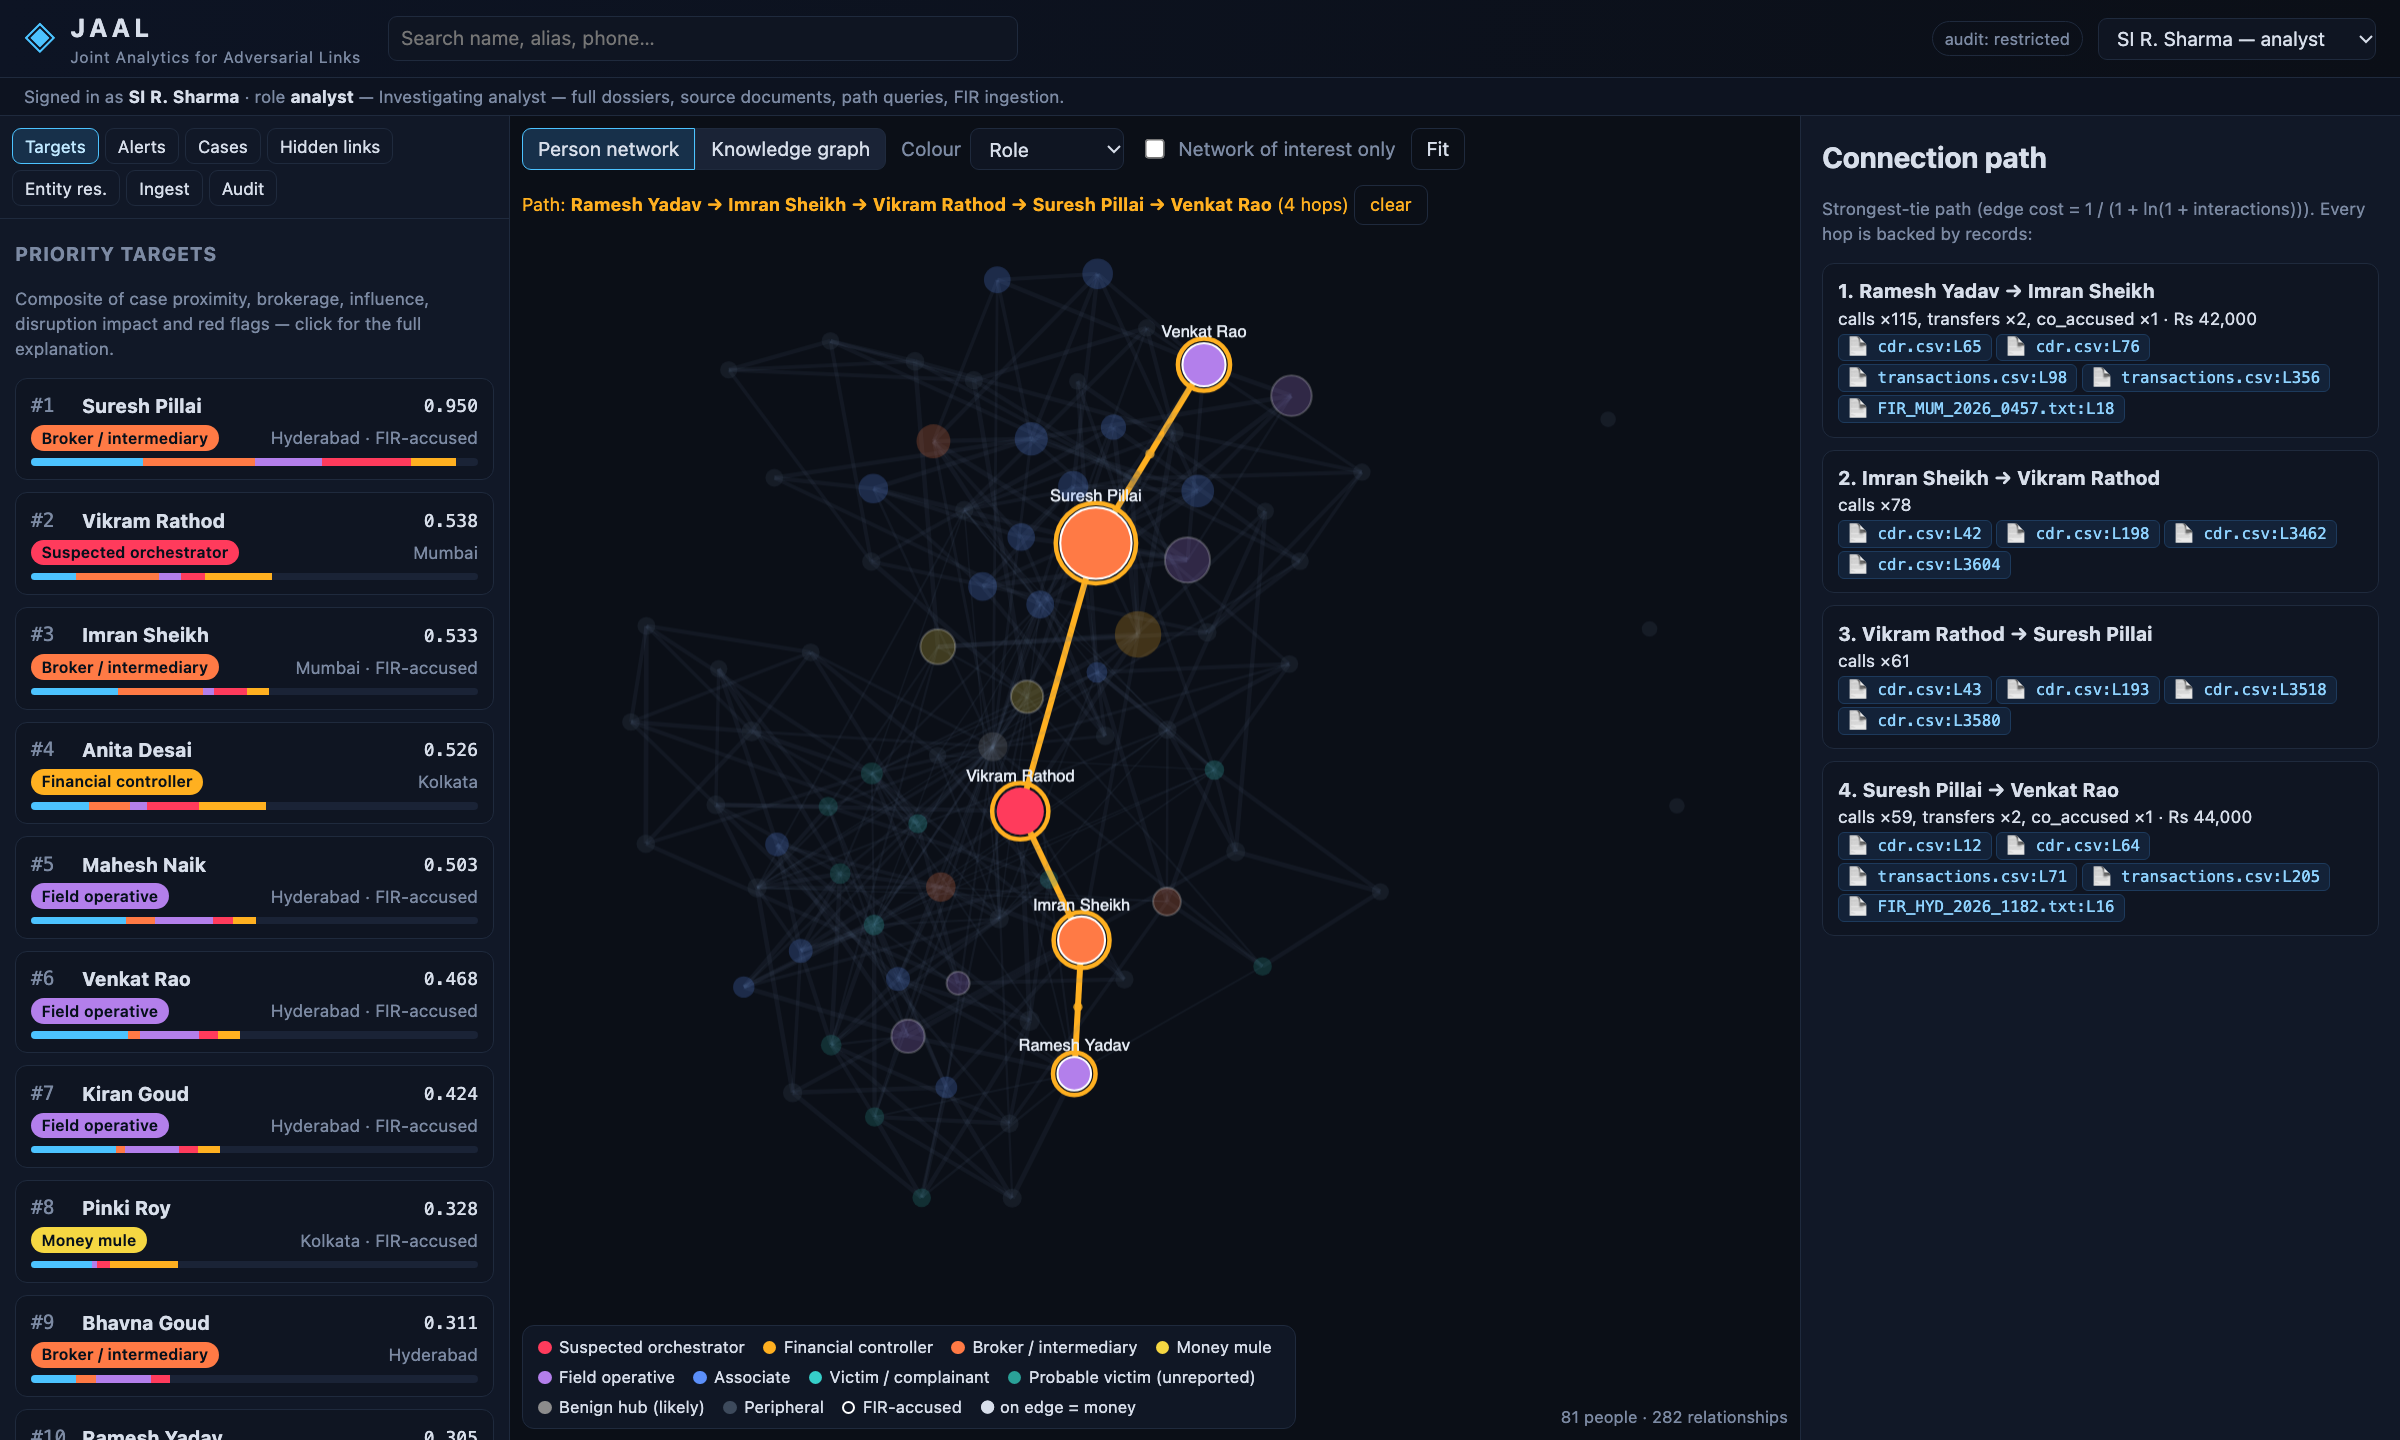 JAAL
Joint Analytics for Adversarial Links
Search name, alias, phone...
audit: restricted
SI R. Sharma — analyst
Signed in as SI R. Sharma · role analyst — Investigating analyst — full dossiers, source documents, path queries, FIR ingestion.
Targets
Alerts
Cases
Hidden links
Entity res.
Ingest
Audit
PRIORITY TARGETS
Composite of case proximity, brokerage, influence,
disruption impact and red flags — click for the full
explanation.
#1 Suresh Pillai 0.950
Broker / intermediary Hyderabad · FIR-accused
#2 Vikram Rathod 0.538
Suspected orchestrator Mumbai
#3 Imran Sheikh 0.533
Broker / intermediary Mumbai · FIR-accused
#4 Anita Desai 0.526
Financial controller Kolkata
#5 Mahesh Naik 0.503
Field operative Hyderabad · FIR-accused
#6 Venkat Rao 0.468
Field operative Hyderabad · FIR-accused
#7 Kiran Goud 0.424
Field operative Hyderabad · FIR-accused
#8 Pinki Roy 0.328
Money mule Kolkata · FIR-accused
#9 Bhavna Goud 0.311
Broker / intermediary Hyderabad
#10 Ramesh Yadav 0.305
Person network
Knowledge graph
Colour
Role
Network of interest only
Fit
Path: Ramesh Yadav → Imran Sheikh → Vikram Rathod → Suresh Pillai → Venkat Rao (4 hops)
clear
Venkat Rao
Suresh Pillai
Vikram Rathod
Imran Sheikh
Ramesh Yadav
Suspected orchestrator Financial controller Broker / intermediary Money mule
Field operative Associate Victim / complainant Probable victim (unreported)
Benign hub (likely) Peripheral FIR-accused on edge = money
81 people · 282 relationships
Connection path
Strongest-tie path (edge cost = 1 / (1 + ln(1 + interactions))). Every
hop is backed by records:
1. Ramesh Yadav → Imran Sheikh
calls ×115, transfers ×2, co_accused ×1 · Rs 42,000
cdr.csv:L65 cdr.csv:L76
transactions.csv:L98 transactions.csv:L356
FIR_MUM_2026_0457.txt:L18
2. Imran Sheikh → Vikram Rathod
calls ×78
cdr.csv:L42 cdr.csv:L198 cdr.csv:L3462
cdr.csv:L3604
3. Vikram Rathod → Suresh Pillai
calls ×61
cdr.csv:L43 cdr.csv:L193 cdr.csv:L3518
cdr.csv:L3580
4. Suresh Pillai → Venkat Rao
calls ×59, transfers ×2, co_accused ×1 · Rs 44,000
cdr.csv:L12 cdr.csv:L64
transactions.csv:L71 transactions.csv:L205
FIR_HYD_2026_1182.txt:L16